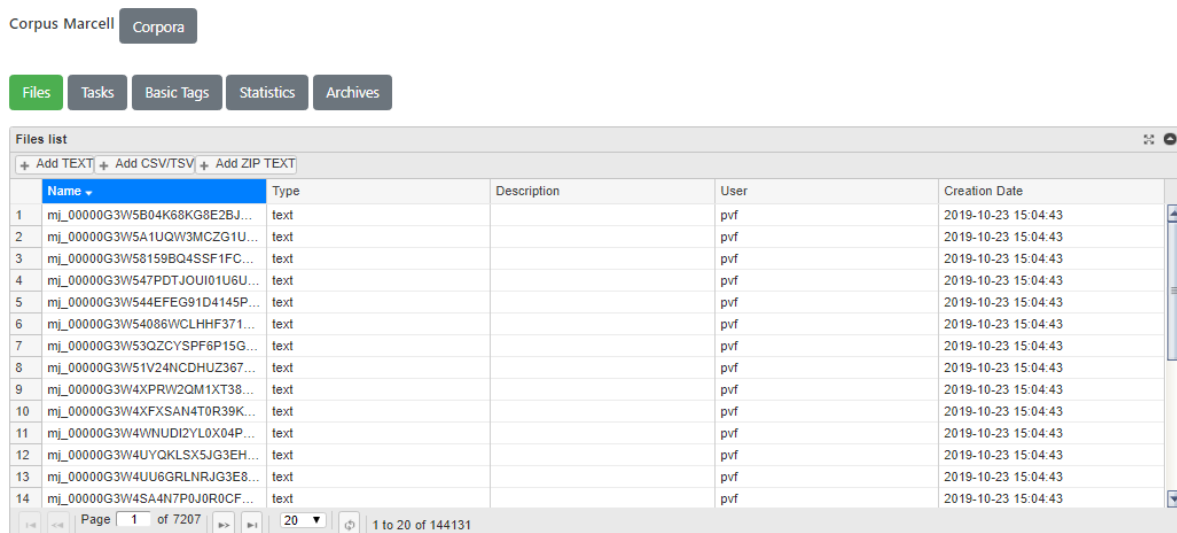 Corpus Marcell Corpora
Files Tasks Basic Tags Statistics Archives
Files list
+ Add TEXT + Add CSV/TSV + Add ZIP TEXT
Name Type Description User Creation Date
1 mj_00000G3W5B04K68KG8E2BJ... text pvf 2019-10-23 15:04:43
2 mj_00000G3W5A1UQW3MCZG1U... text pvf 2019-10-23 15:04:43
3 mj_00000G3W58159BQ4SSF1FC... text pvf 2019-10-23 15:04:43
4 mj_00000G3W547PDTJOUI01U6U... text pvf 2019-10-23 15:04:43
5 mj_00000G3W544EFEG91D4145P... text pvf 2019-10-23 15:04:43
6 mj_00000G3W54086WCLHHF371... text pvf 2019-10-23 15:04:43
7 mj_00000G3W53QZCYSPF6P15G... text pvf 2019-10-23 15:04:43
8 mj_00000G3W51V24NCDHUZ367... text pvf 2019-10-23 15:04:43
9 mj_00000G3W4XPRW2QM1XT38... text pvf 2019-10-23 15:04:43
10 mj_00000G3W4XFXSAN4T0R39K... text pvf 2019-10-23 15:04:43
11 mj_00000G3W4WNUDI2YL0X04P... text pvf 2019-10-23 15:04:43
12 mj_00000G3W4UYQKLSX5JG3EH... text pvf 2019-10-23 15:04:43
13 mj_00000G3W4UU6GRLNRJG3E8... text pvf 2019-10-23 15:04:43
14 mj_00000G3W4SA4N7P0J0R0CF... text pvf 2019-10-23 15:04:43
Page 1 of 7207 20 1 to 20 of 144131